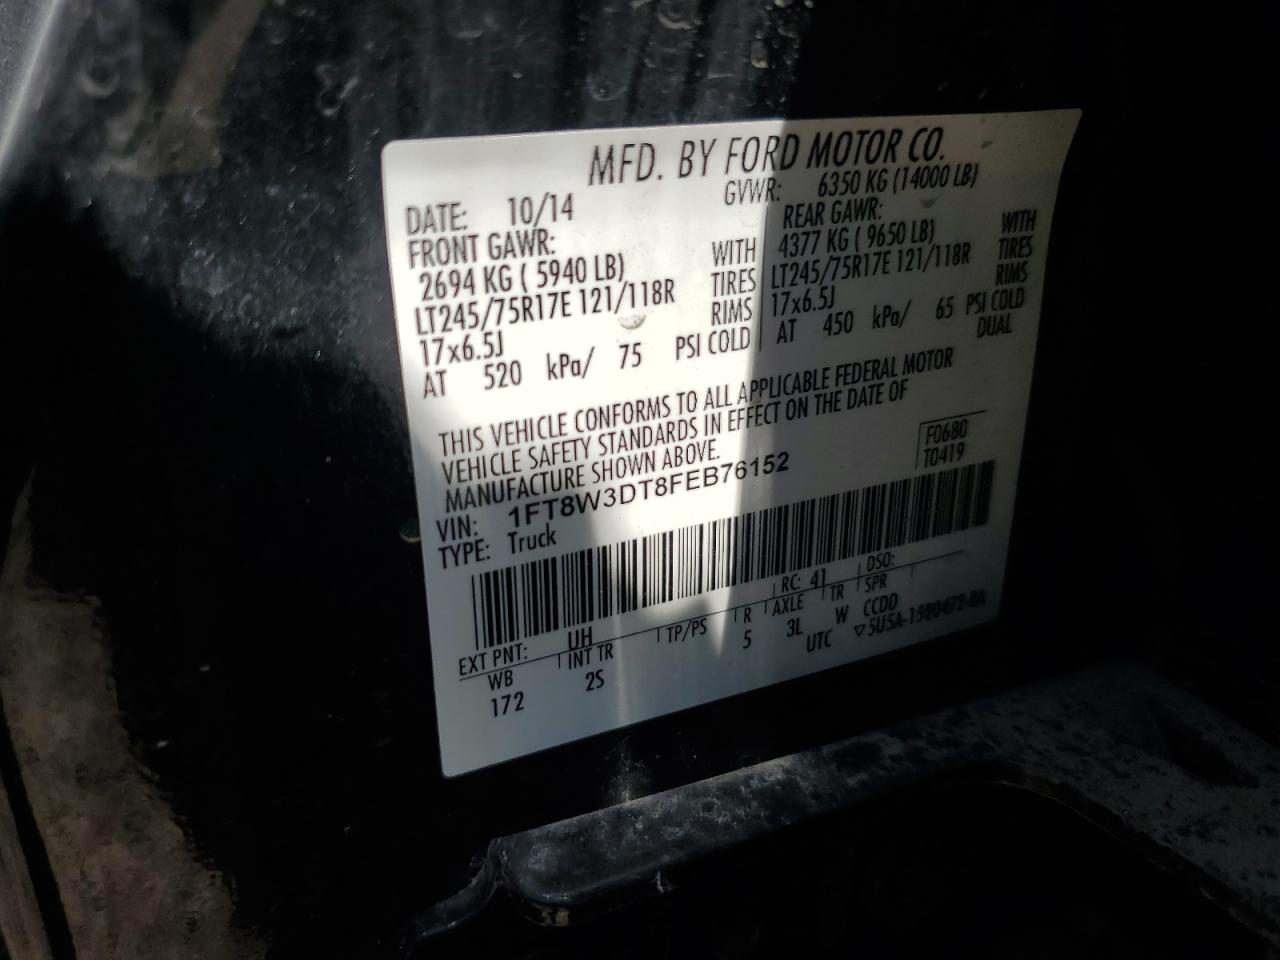 MFD. BY FORD MOTOR CO.
DATE: 10/14 GVWR: 6350 KG (14000 LB)
FRONT GAWR: REAR GAWR:
2694 KG ( 5940 LB) WITH 4377 KG ( 9650 LB) WITH
LT245/75R17E 121/118R TIRES LT245/75R17E 121/118R TIRES
17x6.5J RIMS 17x6.5J RIMS
AT 520 kPa/ 75 PSI COLD AT 450 kPa/ 65 PSI COLD
DUAL
THIS VEHICLE CONFORMS TO ALL APPLICABLE FEDERAL MOTOR
VEHICLE SAFETY STANDARDS IN EFFECT ON THE DATE OF
MANUFACTURE SHOWN ABOVE.
F0680
T0419
VIN: 1FT8W3DT8FEB76152
TYPE: Truck
EXT PNT: UH RC: 41 DSO:
WB INT TR TP/PS R AXLE TR SPR
172 2S 5 3L W CCDD
UTC ▽5U5A-1520472-BA